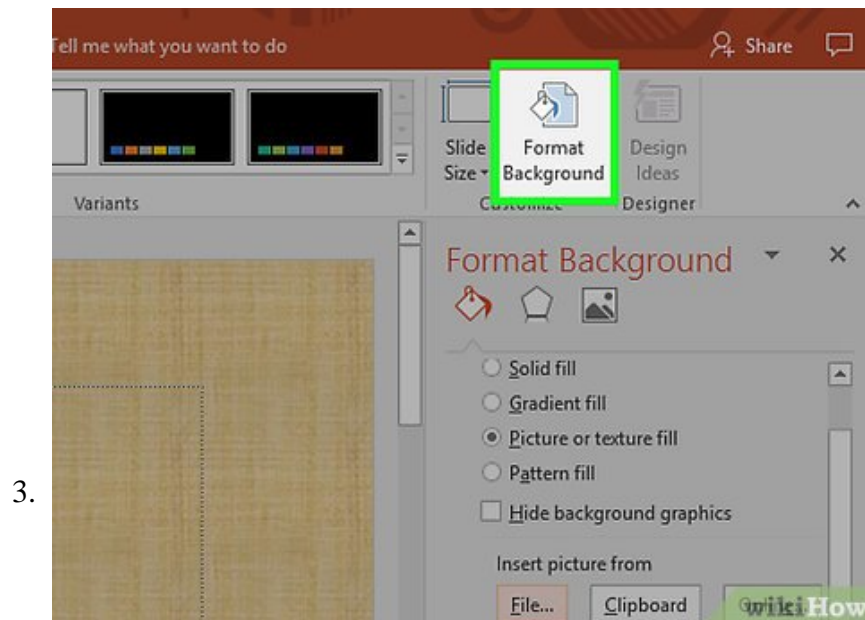 Tell me what you want to do
Share
Slide
Size
Format
Background
Design
Ideas
Variants
Customize
Designer
Format Background
Solid fill
Gradient fill
Picture or texture fill
Pattern fill
Hide background graphics
3.
Insert picture from
File...
Clipboard
wikiHow